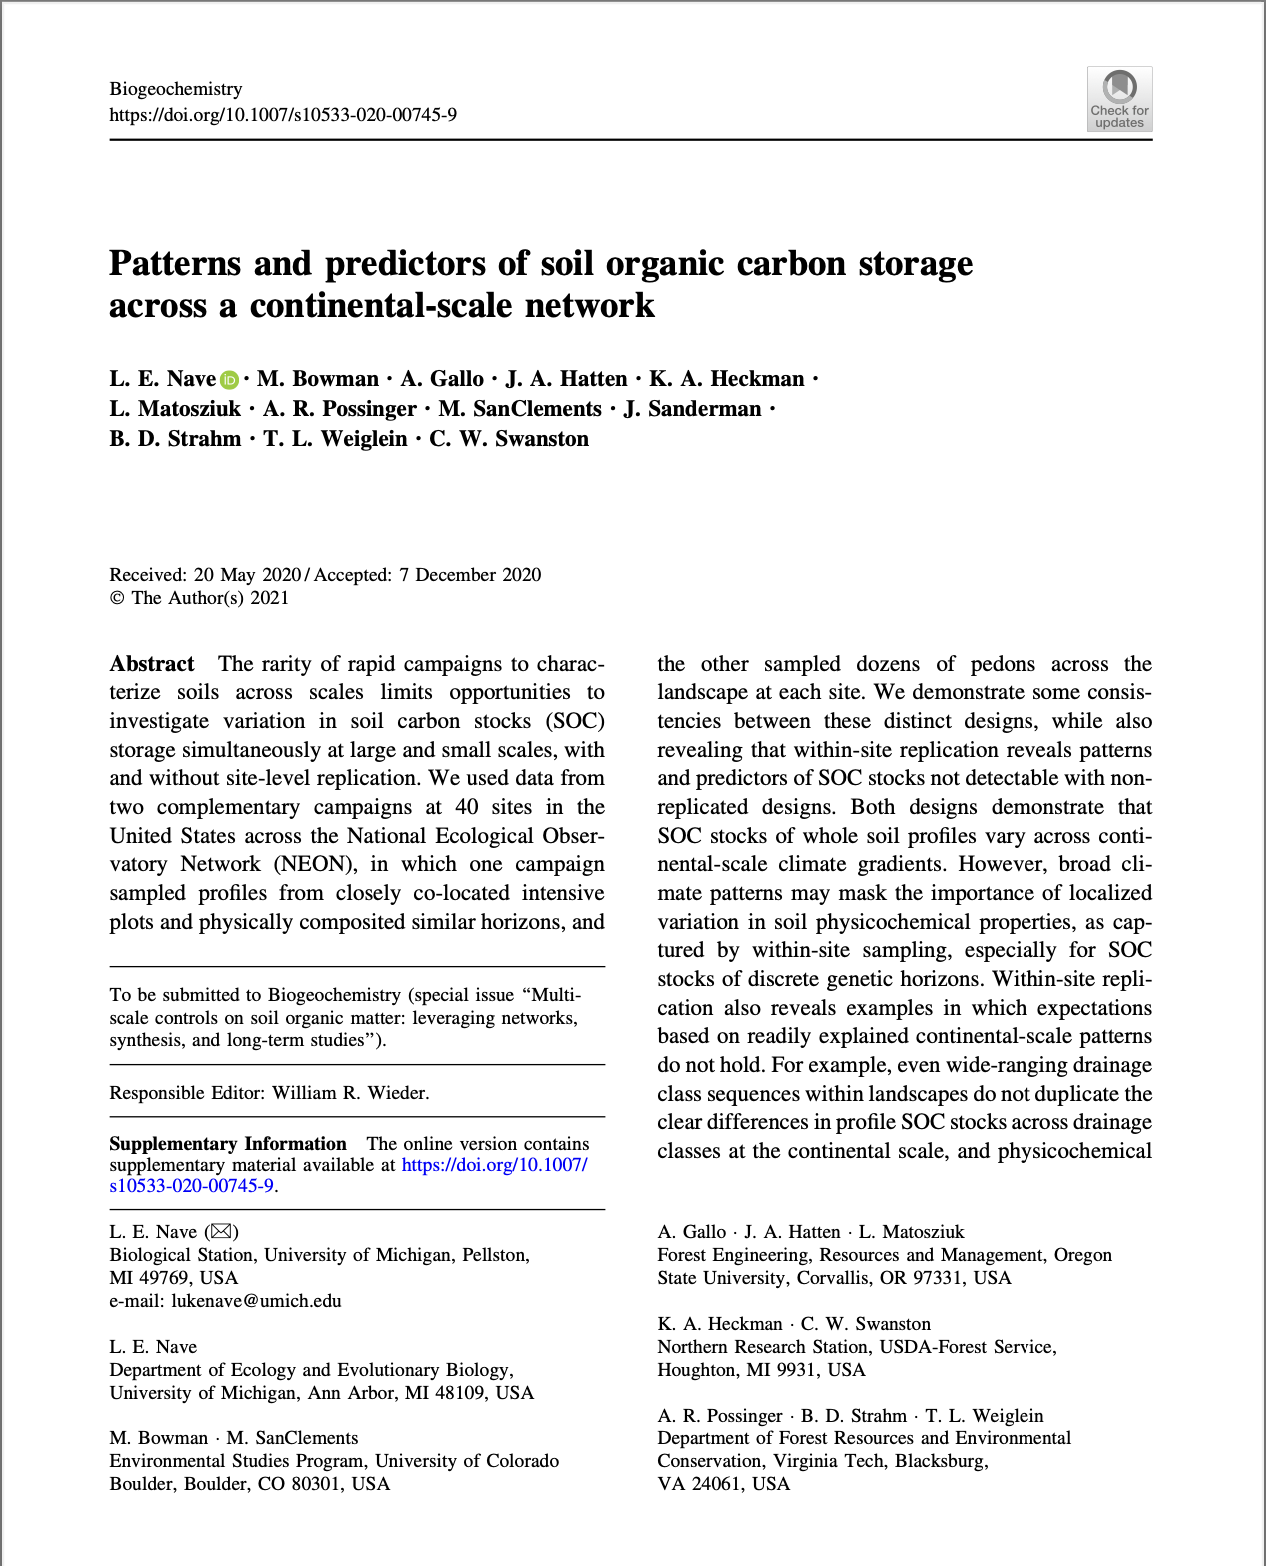 Biogeochemistry
https://doi.org/10.1007/s10533-020-00745-9
Check for
updates
Patterns and predictors of soil organic carbon storage
across a continental-scale network
L. E. Nave iD · M. Bowman · A. Gallo · J. A. Hatten · K. A. Heckman ·
L. Matosziuk · A. R. Possinger · M. SanClements · J. Sanderman ·
B. D. Strahm · T. L. Weiglein · C. W. Swanston
Received: 20 May 2020 / Accepted: 7 December 2020
© The Author(s) 2021
Abstract The rarity of rapid campaigns to charac-
terize soils across scales limits opportunities to
investigate variation in soil carbon stocks (SOC)
storage simultaneously at large and small scales, with
and without site-level replication. We used data from
two complementary campaigns at 40 sites in the
United States across the National Ecological Obser-
vatory Network (NEON), in which one campaign
sampled profiles from closely co-located intensive
plots and physically composited similar horizons, and
the other sampled dozens of pedons across the
landscape at each site. We demonstrate some consis-
tencies between these distinct designs, while also
revealing that within-site replication reveals patterns
and predictors of SOC stocks not detectable with non-
replicated designs. Both designs demonstrate that
SOC stocks of whole soil profiles vary across conti-
nental-scale climate gradients. However, broad cli-
mate patterns may mask the importance of localized
variation in soil physicochemical properties, as cap-
tured by within-site sampling, especially for SOC
stocks of discrete genetic horizons. Within-site repli-
cation also reveals examples in which expectations
based on readily explained continental-scale patterns
do not hold. For example, even wide-ranging drainage
class sequences within landscapes do not duplicate the
clear differences in profile SOC stocks across drainage
classes at the continental scale, and physicochemical
To be submitted to Biogeochemistry (special issue “Multi-
scale controls on soil organic matter: leveraging networks,
synthesis, and long-term studies”).
Responsible Editor: William R. Wieder.
Supplementary Information The online version contains
supplementary material available at https://doi.org/10.1007/
s10533-020-00745-9.
L. E. Nave (✉)
Biological Station, University of Michigan, Pellston,
MI 49769, USA
e-mail: lukenave@umich.edu
L. E. Nave
Department of Ecology and Evolutionary Biology,
University of Michigan, Ann Arbor, MI 48109, USA
M. Bowman · M. SanClements
Environmental Studies Program, University of Colorado
Boulder, Boulder, CO 80301, USA
A. Gallo · J. A. Hatten · L. Matosziuk
Forest Engineering, Resources and Management, Oregon
State University, Corvallis, OR 97331, USA
K. A. Heckman · C. W. Swanston
Northern Research Station, USDA-Forest Service,
Houghton, MI 9931, USA
A. R. Possinger · B. D. Strahm · T. L. Weiglein
Department of Forest Resources and Environmental
Conservation, Virginia Tech, Blacksburg,
VA 24061, USA